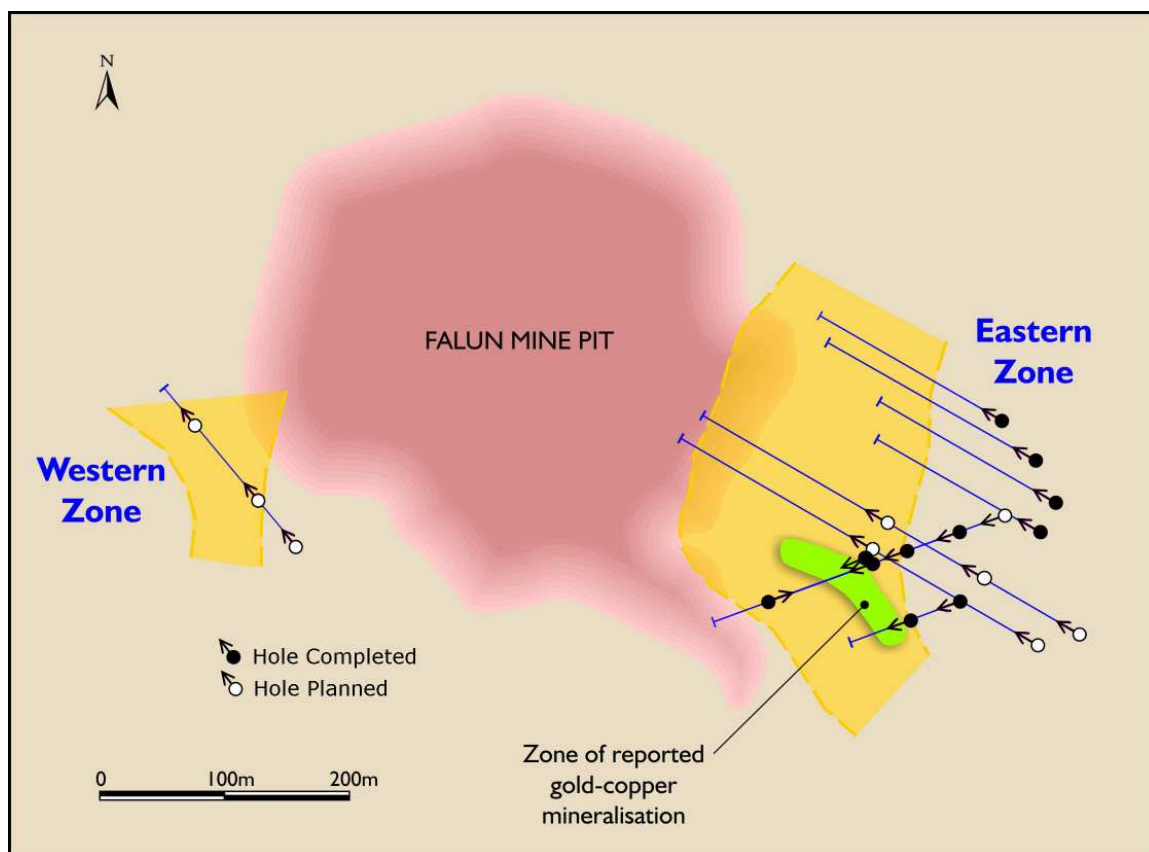 N
FALUN MINE PIT
Eastern
Zone
Western
Zone
Hole Completed
Hole Planned
0 100m 200m
Zone of reported
gold-copper
mineralisation